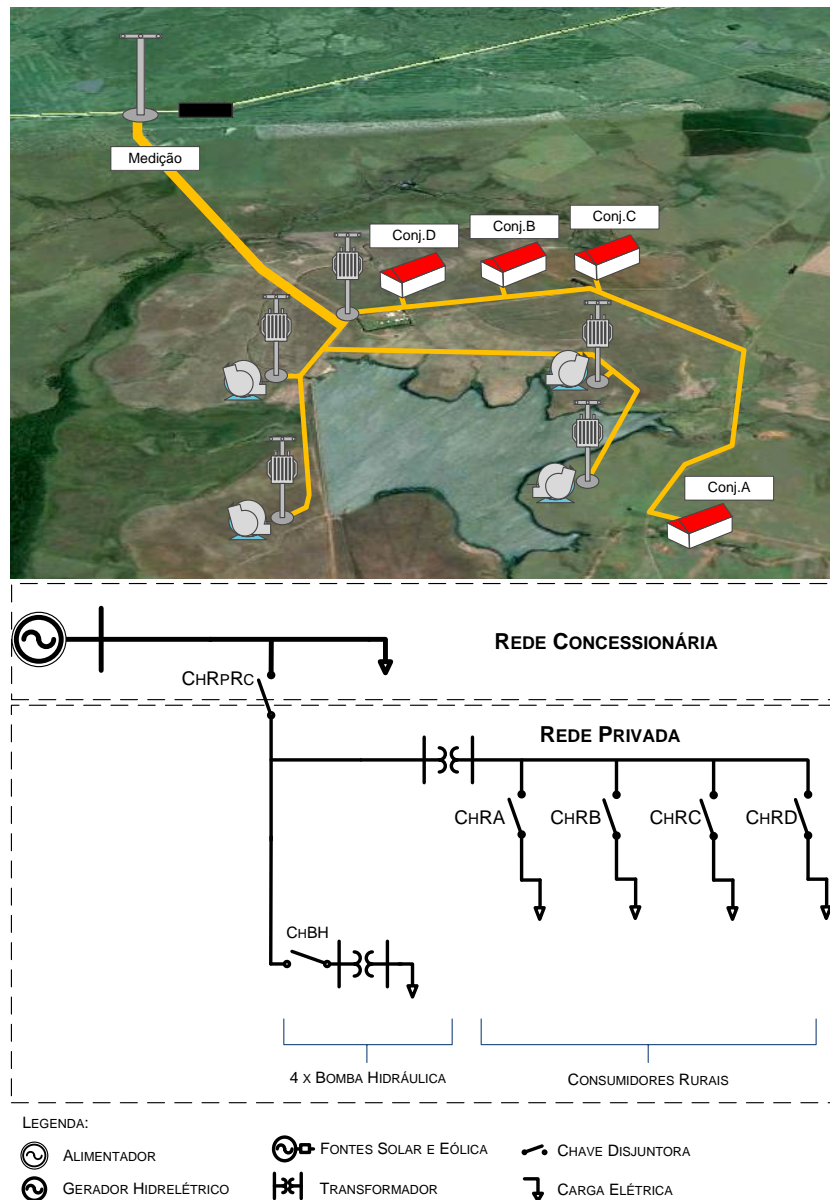 Medição
Conj.D
Conj.B
Conj.C
Conj.A
REDE CONCESSIONÁRIA
CHRPRC
REDE PRIVADA
CHRA
CHRB
CHRC
CHRD
CHBH
4 X BOMBA HIDRÁULICA
CONSUMIDORES RURAIS
LEGENDA:
ALIMENTADOR
FONTES SOLAR E EÓLICA
CHAVE DISJUNTORA
GERADOR HIDRELÉTRICO
TRANSFORMADOR
CARGA ELÉTRICA